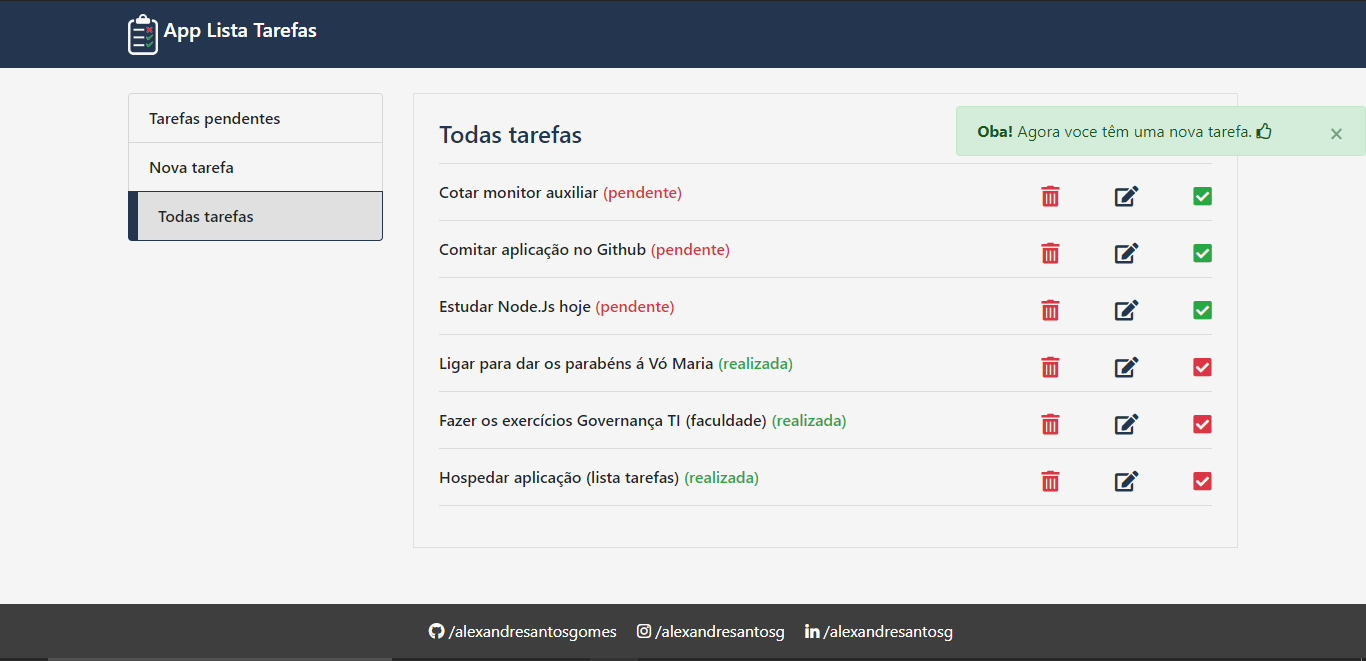 App Lista Tarefas
Tarefas pendentes
Nova tarefa
Todas tarefas
Todas tarefas
Oba! Agora voce têm uma nova tarefa.
×
Cotar monitor auxiliar (pendente)
Comitar aplicação no Github (pendente)
Estudar Node.Js hoje (pendente)
Ligar para dar os parabéns á Vó Maria (realizada)
Fazer os exercícios Governança TI (faculdade) (realizada)
Hospedar aplicação (lista tarefas) (realizada)
/alexandresantosgomes /alexandresantosg in /alexandresantosg